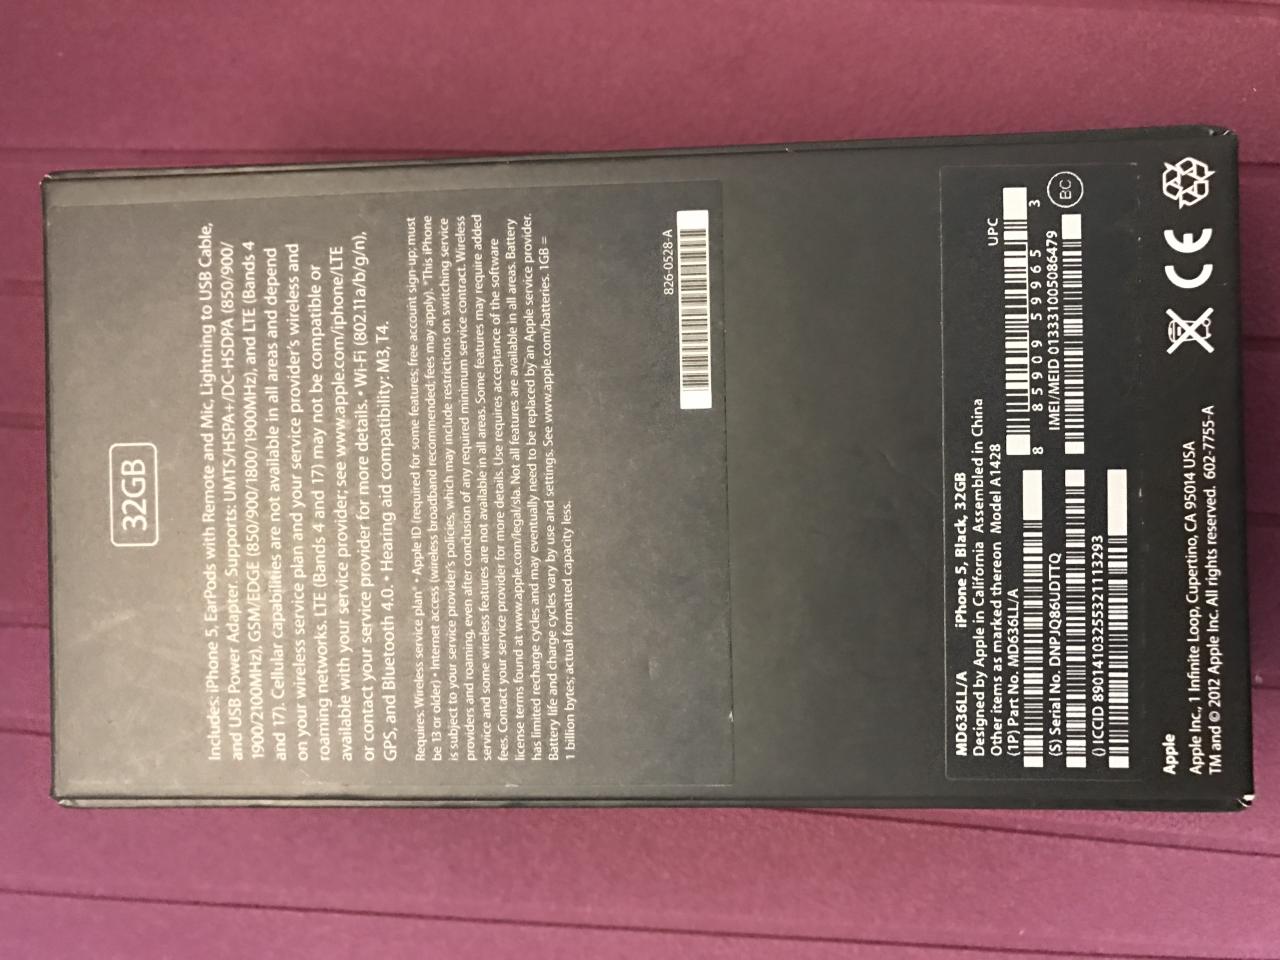 32GB
Includes: iPhone 5, EarPods with Remote and Mic, Lightning to USB Cable,
and USB Power Adapter. Supports: UMTS/HSPA+/DC-HSDPA (850/900/
1900/2100MHz), GSM/EDGE (850/900/1800/1900MHz), and LTE (Bands 4
and 17). Cellular capabilities are not available in all areas and depend
on your wireless service plan and your service provider's wireless and
roaming networks. LTE (Bands 4 and 17) may not be compatible or
available with your service provider; see www.apple.com/iphone/LTE
or contact your service provider for more details. • Wi-Fi (802.11a/b/g/n),
GPS, and Bluetooth 4.0. • Hearing aid compatibility: M3, T4.
Requires: Wireless service plan* • Apple ID (required for some features; free account sign-up; must
be 13 or older) • Internet access (wireless broadband recommended; fees may apply). *This iPhone
is subject to your service provider's policies, which may include restrictions on switching service
providers and roaming, even after conclusion of any required minimum service contract. Wireless
service and some wireless features are not available in all areas. Some features may require added
fees. Contact your service provider for more details. Use requires acceptance of the software
license terms found at www.apple.com/legal/sla. Not all features are available in all areas. Battery
has limited recharge cycles and may eventually need to be replaced by an Apple service provider.
Battery life and charge cycles vary by use and settings. See www.apple.com/batteries. 1GB =
1 billion bytes; actual formatted capacity less.
826-0528-A
MD636LL/A iPhone 5, Black, 32GB
Designed by Apple in California Assembled in China
Other items as marked thereon Model A1428
UPC
(1P) Part No. MD636LL/A
8 85909 59965 3
(S) Serial No. DNPJQ86UDTTQ
IMEI/MEID 013331005086479
BC
() ICCID 89014103255321113293
Apple
Apple Inc., 1 Infinite Loop, Cupertino, CA 95014 USA
TM and © 2012 Apple Inc. All rights reserved. 602-7755-A
CE